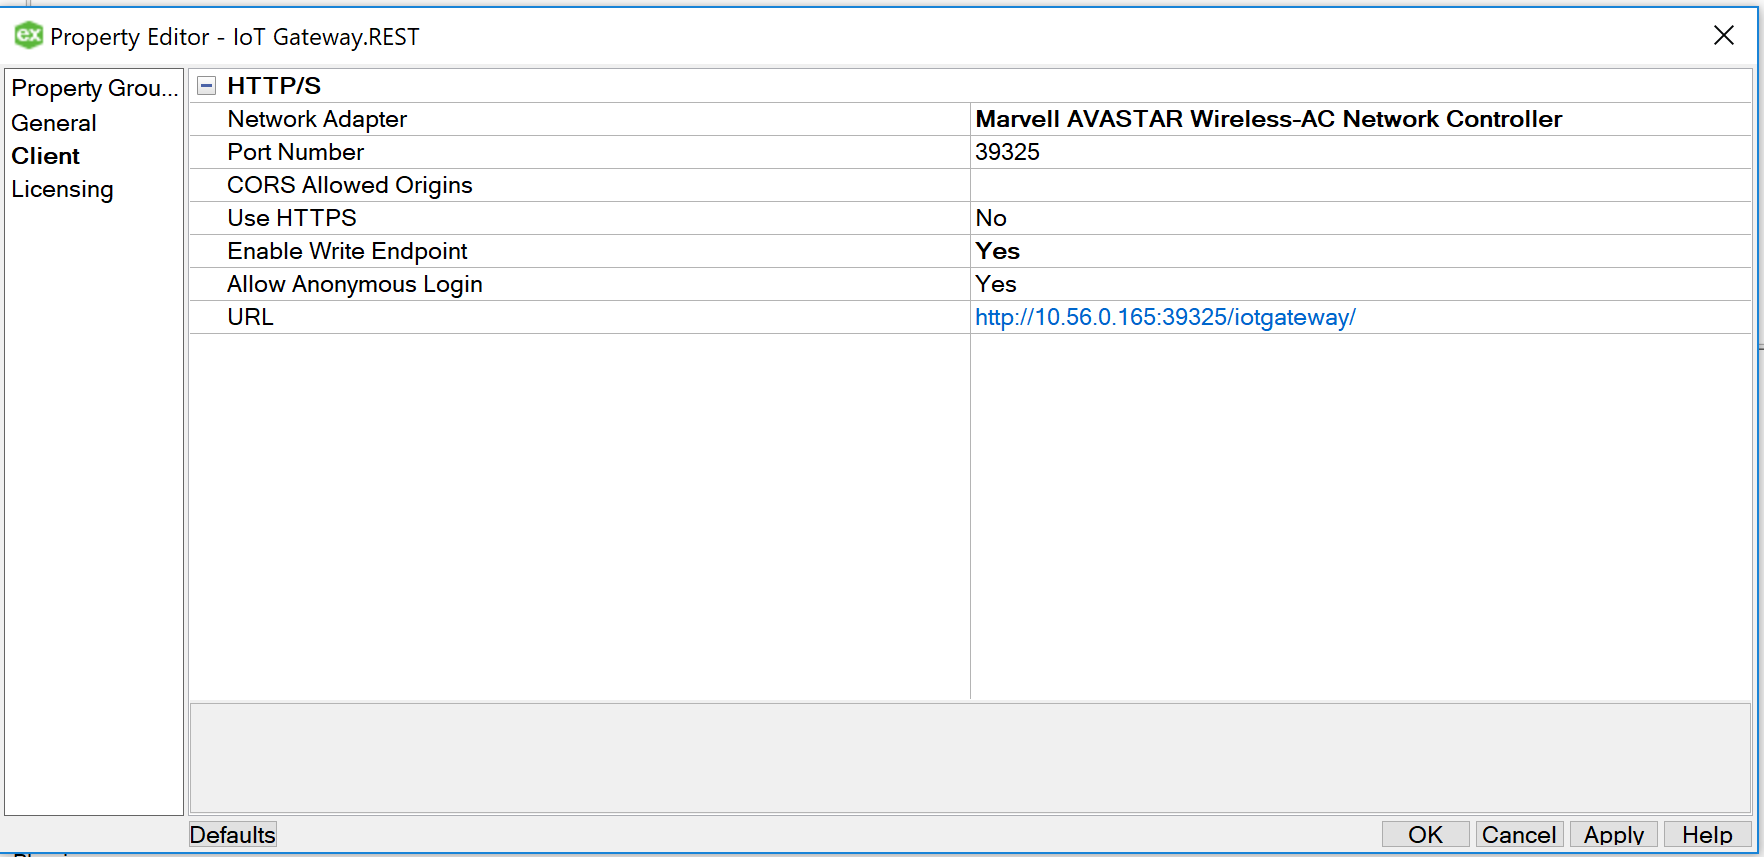 ex Property Editor - IoT Gateway.REST
Property Grou...
General
Client
Licensing
HTTP/S
Network Adapter Marvell AVASTAR Wireless-AC Network Controller
Port Number 39325
CORS Allowed Origins
Use HTTPS No
Enable Write Endpoint Yes
Allow Anonymous Login Yes
URL http://10.56.0.165:39325/iotgateway/
Defaults OK Cancel Apply Help